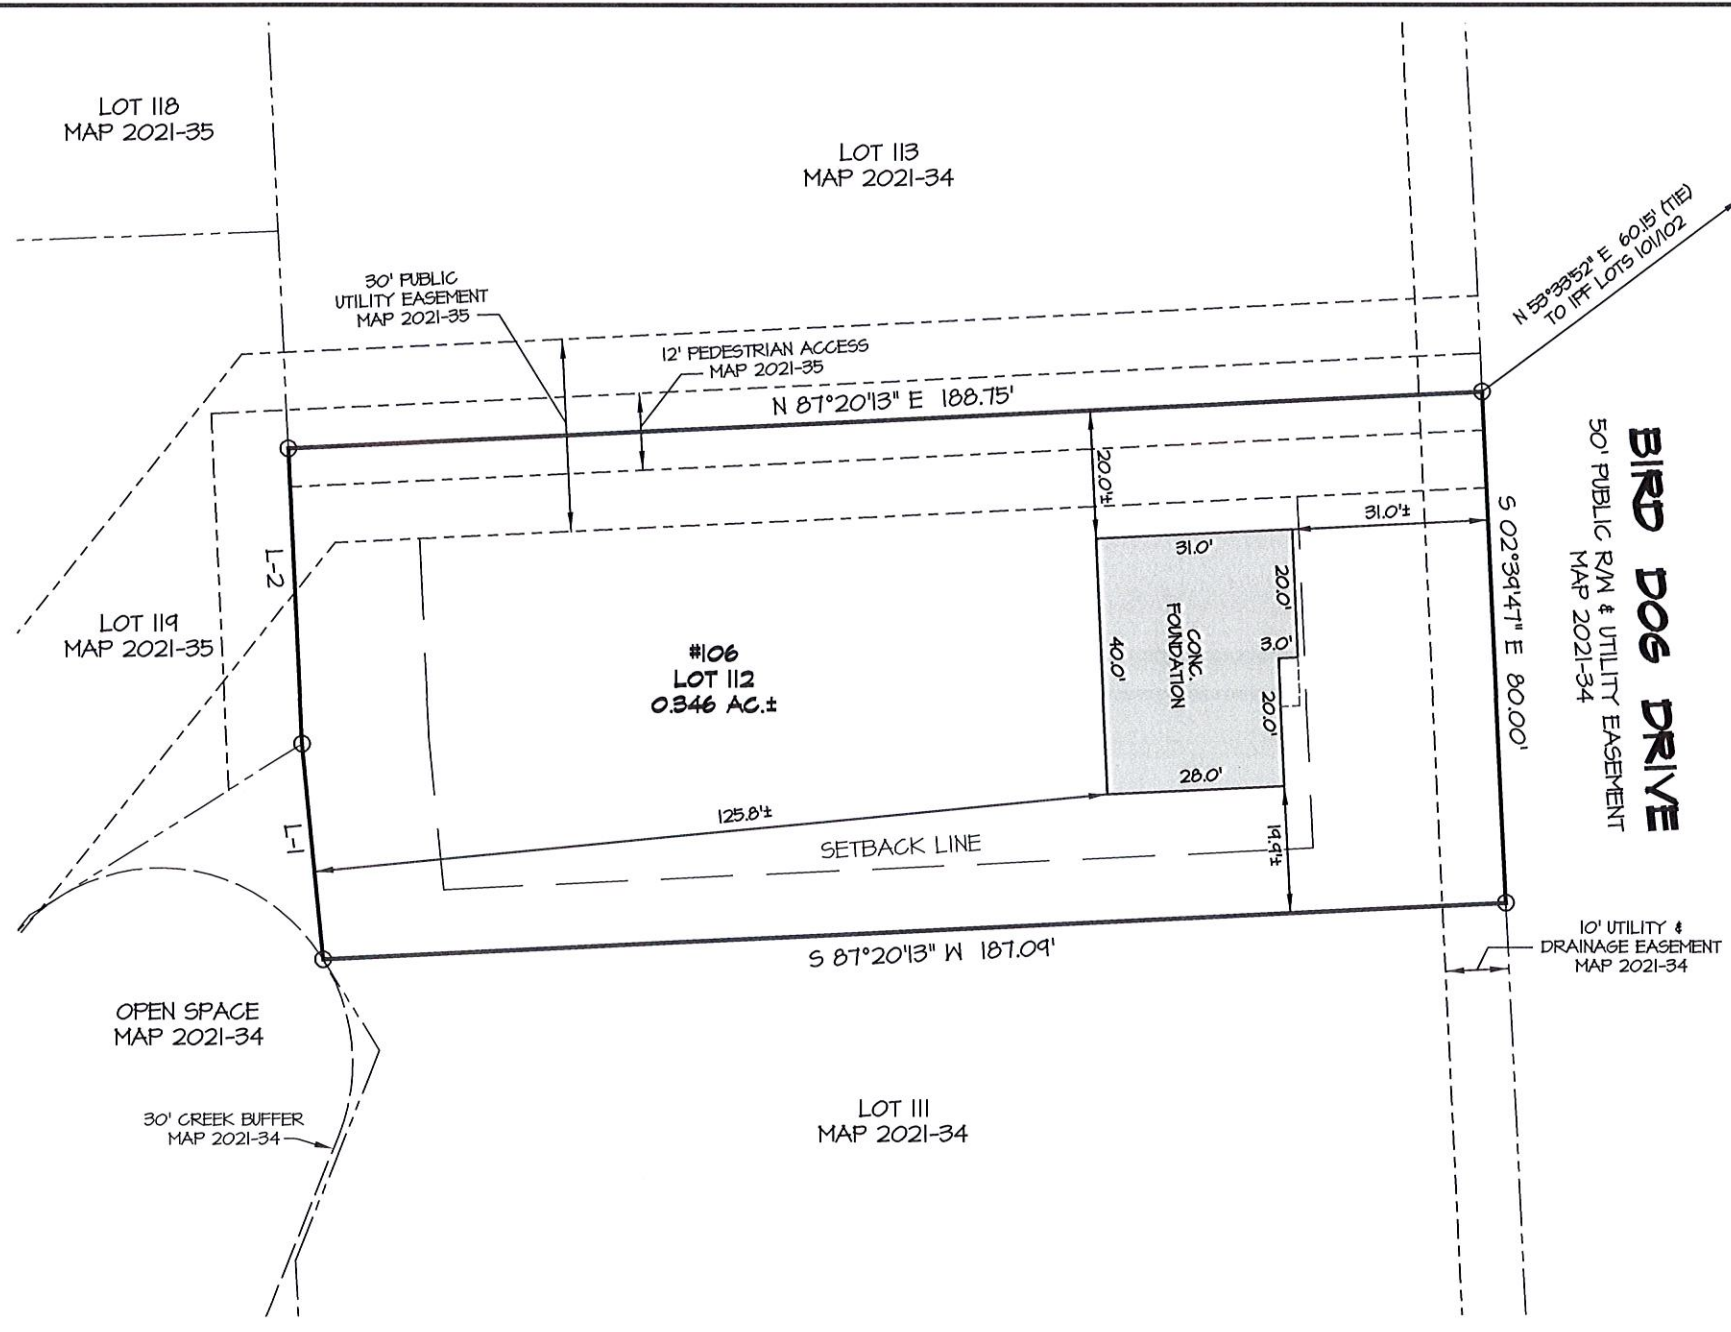 LOT 118
MAP 2021-35
LOT 113
MAP 2021-34
N 53°33'52" E 60.15' (TIE)
TO IPF LOTS 101/102
30' PUBLIC
UTILITY EASEMENT
MAP 2021-35
12' PEDESTRIAN ACCESS
MAP 2021-35
N 87°20'13" E 188.75'
BIRD DOG DRIVE
50' PUBLIC R/W & UTILITY EASEMENT
MAP 2021-34
S 02°39'47" E 80.00'
20.0'±
31.0'±
31.0'
20.0'
3.0'
20.0'
40.0'
CONC.
FOUNDATION
28.0'
L-2
LOT 119
MAP 2021-35
#106
LOT 112
0.346 AC.±
L-1
125.8'±
SETBACK LINE
19.9'±
S 87°20'13" W 187.09'
10' UTILITY &
DRAINAGE EASEMENT
MAP 2021-34
OPEN SPACE
MAP 2021-34
30' CREEK BUFFER
MAP 2021-34
LOT 111
MAP 2021-34